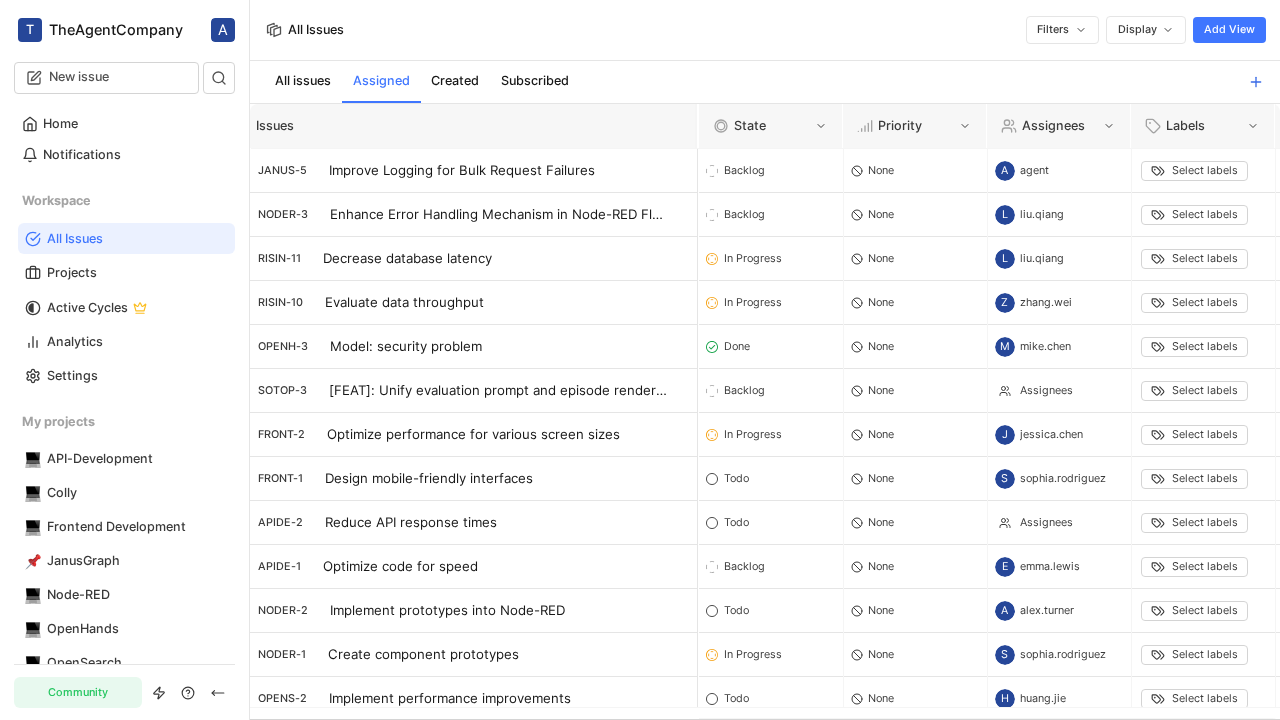 T TheAgentCompany A
New issue
Home
Notifications
Workspace
All Issues
Projects
Active Cycles
Analytics
Settings
My projects
API-Development
Colly
Frontend Development
JanusGraph
Node-RED
OpenHands
OpenSearch
Community
All Issues Filters Display Add View
All issues Assigned Created Subscribed
Issues State Priority Assignees Labels
JANUS-5 Improve Logging for Bulk Request Failures Backlog None A agent Select labels
NODER-3 Enhance Error Handling Mechanism in Node-RED Fl... Backlog None L liu.qiang Select labels
RISIN-11 Decrease database latency In Progress None L liu.qiang Select labels
RISIN-10 Evaluate data throughput In Progress None Z zhang.wei Select labels
OPENH-3 Model: security problem Done None M mike.chen Select labels
SOTOP-3 [FEAT]: Unify evaluation prompt and episode render... Backlog None Assignees Select labels
FRONT-2 Optimize performance for various screen sizes In Progress None J jessica.chen Select labels
FRONT-1 Design mobile-friendly interfaces Todo None S sophia.rodriguez Select labels
APIDE-2 Reduce API response times Todo None Assignees Select labels
APIDE-1 Optimize code for speed Backlog None E emma.lewis Select labels
NODER-2 Implement prototypes into Node-RED Todo None A alex.turner Select labels
NODER-1 Create component prototypes In Progress None S sophia.rodriguez Select labels
OPENS-2 Implement performance improvements Todo None H huang.jie Select labels